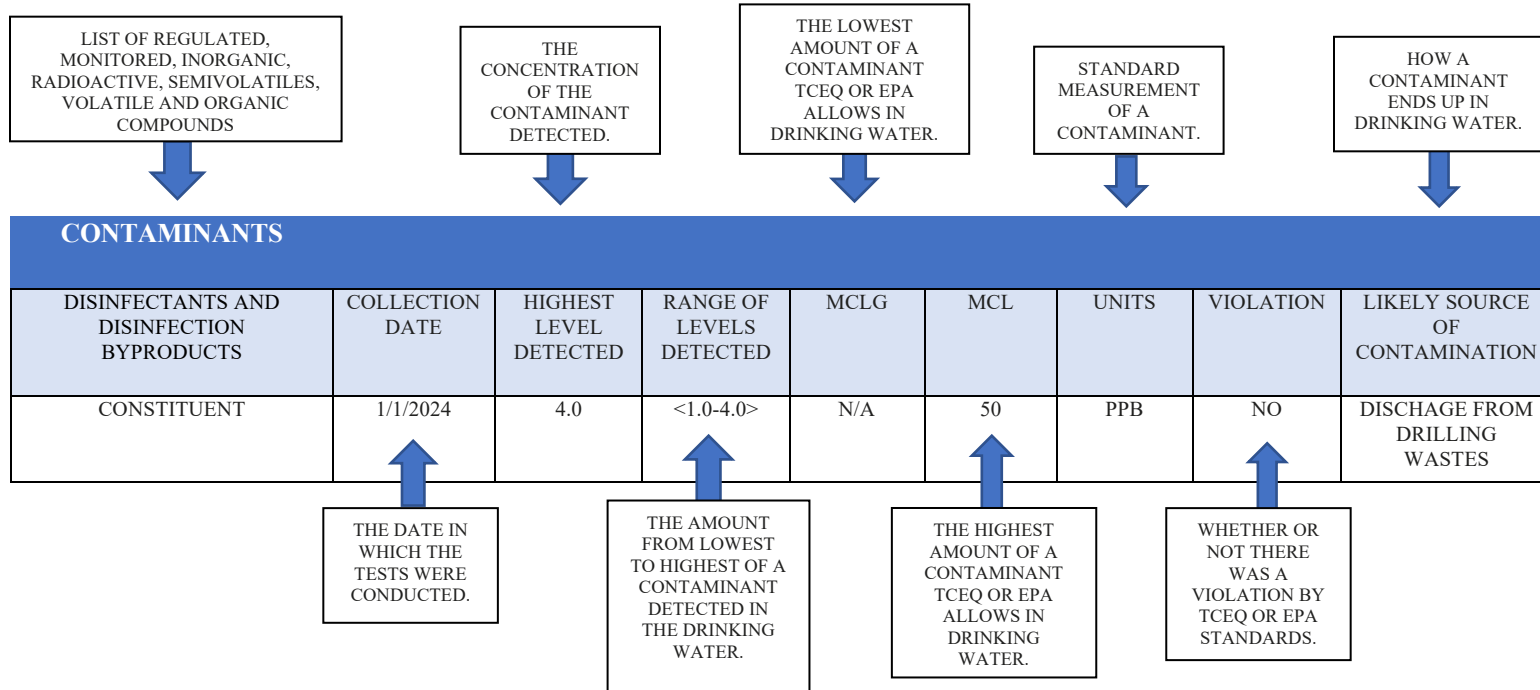 LIST OF REGULATED,
MONITORED, INORGANIC,
RADIOACTIVE, SEMIVOLATILES,
VOLATILE AND ORGANIC
COMPOUNDS
THE
CONCENTRATION
OF THE
CONTAMINANT
DETECTED.
THE LOWEST
AMOUNT OF A
CONTAMINANT
TCEQ OR EPA
ALLOWS IN
DRINKING WATER.
STANDARD
MEASUREMENT
OF A
CONTAMINANT.
HOW A
CONTAMINANT
ENDS UP IN
DRINKING WATER.
CONTAMINANTS
DISINFECTANTS AND
DISINFECTION
BYPRODUCTS
COLLECTION
DATE
HIGHEST
LEVEL
DETECTED
RANGE OF
LEVELS
DETECTED
MCLG
MCL
UNITS
VIOLATION
LIKELY SOURCE
OF
CONTAMINATION
CONSTITUENT
1/1/2024
4.0
<1.0-4.0>
N/A
50
PPB
NO
DISCHAGE FROM
DRILLING
WASTES
THE DATE IN
WHICH THE
TESTS WERE
CONDUCTED.
THE AMOUNT
FROM LOWEST
TO HIGHEST OF A
CONTAMINANT
DETECTED IN
THE DRINKING
WATER.
THE HIGHEST
AMOUNT OF A
CONTAMINANT
TCEQ OR EPA
ALLOWS IN
DRINKING
WATER.
WHETHER OR
NOT THERE
WAS A
VIOLATION BY
TCEQ OR EPA
STANDARDS.